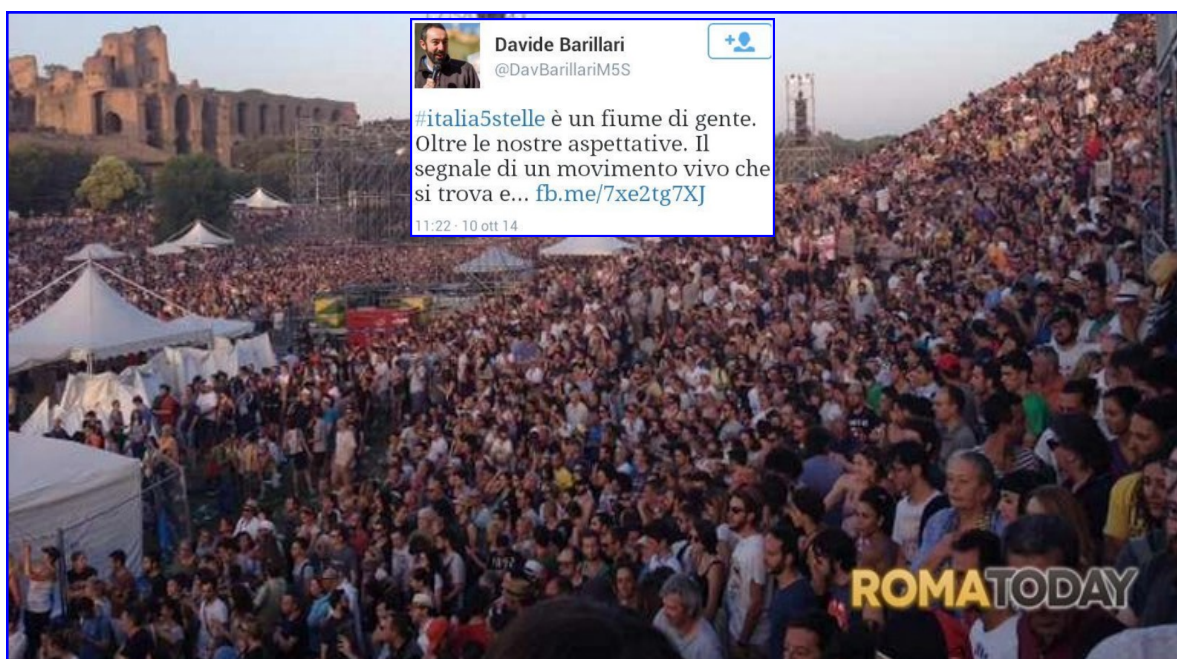 Davide Barillari
@DavBarillariM5S
#italia5stelle è un fiume di gente.
Oltre le nostre aspettative. Il
segnale di un movimento vivo che
si trova e... fb.me/7xe2tg7XJ
11:22 · 10 ott 14
ROMATODAY